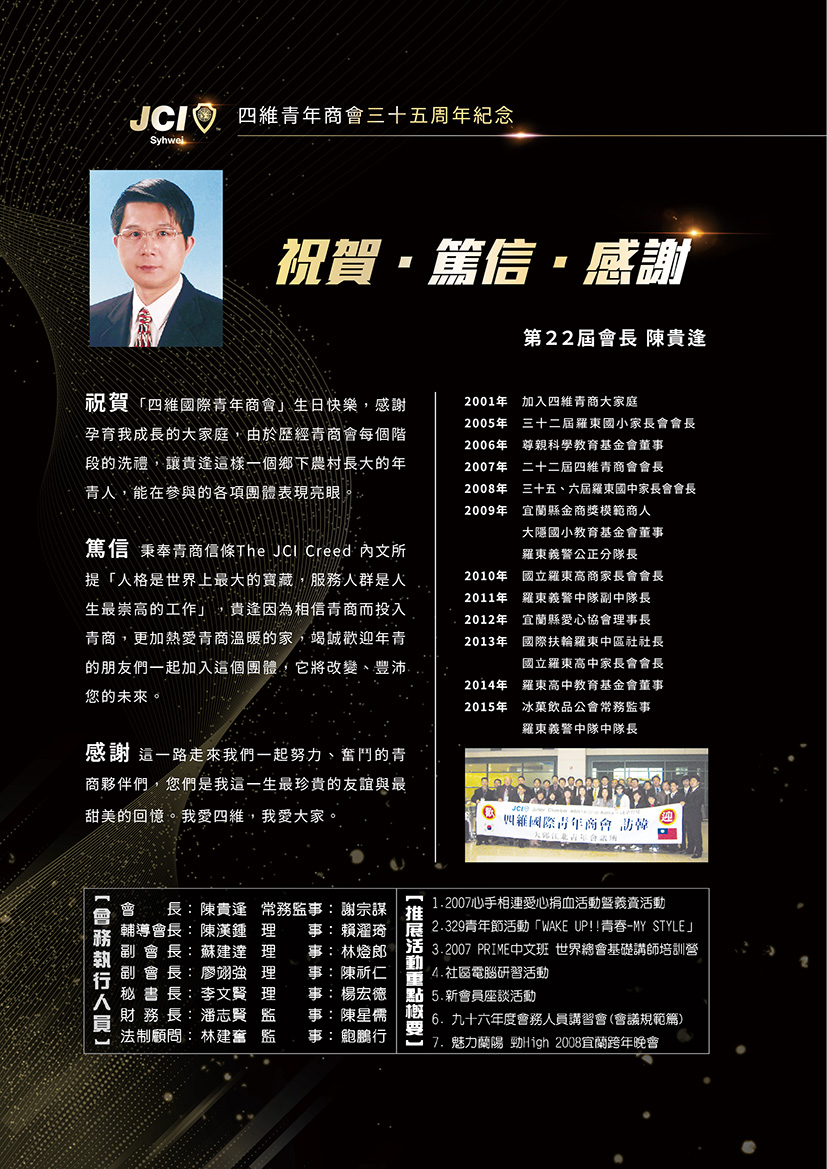 JCI
Syhwei
四維青年商會三十五周年紀念
祝賀・篤信・感謝
第22屆會長 陳貴逢
祝賀「四維國際青年商會」生日快樂，感謝
孕育我成長的大家庭，由於歷經青商會每個階
段的洗禮，讓貴逢這樣一個鄉下農村長大的年
青人，能在參與的各項團體表現亮眼。
篤信 秉奉青商信條The JCI Creed 內文所
提「人格是世界上最大的寶藏，服務人群是人
生最崇高的工作」，貴逢因為相信青商而投入
青商，更加熱愛青商溫暖的家，竭誠歡迎年青
的朋友們一起加入這個團體，它將改變、豐沛
您的未來。
感謝 這一路走來我們一起努力、奮鬥的青
商夥伴們，您們是我這一生最珍貴的友誼與最
甜美的回憶。我愛四維，我愛大家。
2001年 加入四維青商大家庭
2005年 三十二屆羅東國小家長會會長
2006年 尊親科學教育基金會董事
2007年 二十二屆四維青商會會長
2008年 三十五、六屆羅東國中家長會會長
2009年 宜蘭縣金商獎模範商人
大隱國小教育基金會董事
羅東義警公正分隊長
2010年 國立羅東高商家長會會長
2011年 羅東義警中隊副中隊長
2012年 宜蘭縣愛心協會理事長
2013年 國際扶輪羅東中區社社長
國立羅東高中家長會會長
2014年 羅東高中教育基金會董事
2015年 冰菓飲品公會常務監事
羅東義警中隊中隊長
JCI
歡 四維國際青年商會 訪韓 迎
【會務執行人員】
會長：陳貴逢 常務監事：謝宗謀
輔導會長：陳漢鍾 理事：賴濯琦
副會長：蘇建達 理事：林燈郎
副會長：廖翊強 理事：陳祈仁
秘書長：李文賢 理事：楊宏德
財務長：潘志賢 監事：陳星儒
法制顧問：林建奮 監事：鮑鵬行
【推展活動重點概要】
1.2007心手相連愛心捐血活動暨義賣活動
2.329青年節活動「WAKE UP!!青春-MY STYLE」
3.2007 PRIME中文班 世界總會基礎講師培訓營
4.社區電腦研習活動
5.新會員座談活動
6. 九十六年度會務人員講習會(會議規範篇)
7. 魅力蘭陽 勁High 2008宜蘭跨年晚會